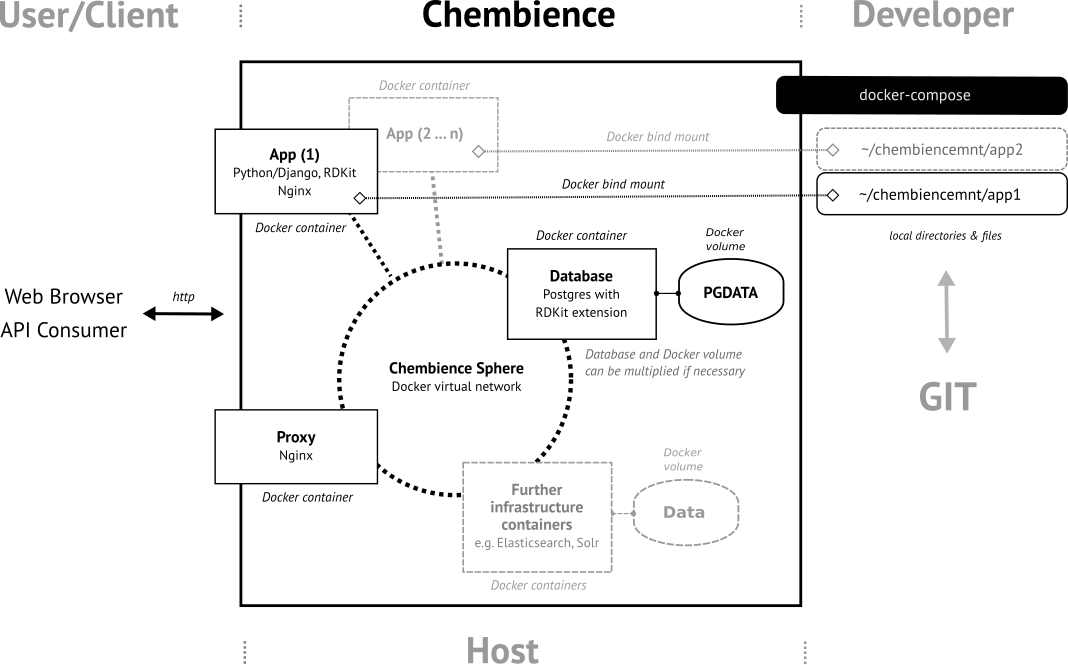 User/Client
Chembience
Developer
Docker container
App (2 ... n)
Docker bind mount
docker-compose
~/chembiencemnt/app2
App (1)
Python/Django, RDKit
Nginx
Docker bind mount
~/chembiencemnt/app1
Docker container
local directories & files
Docker container
Docker
volume
Database
Postgres with
RDKit extension
PGDATA
Web Browser
API Consumer
http
Database and Docker volume
can be multiplied if necessary
Chembience Sphere
Docker virtual network
GIT
Proxy
Nginx
Docker container
Docker
volume
Further
infrastructure
containers
e.g. Elasticsearch, Solr
Data
Docker containers
Host